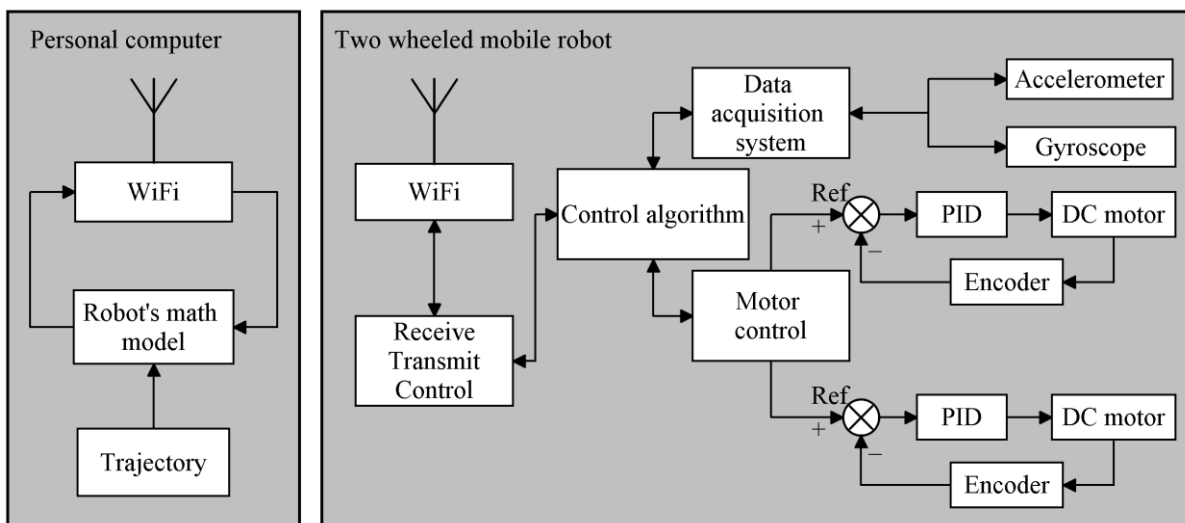 Personal computer
WiFi
Robot's math
model
Trajectory
Two wheeled mobile robot
WiFi
Receive
Transmit
Control
Control algorithm
Data
acquisition
system
Accelerometer
Gyroscope
Motor
control
Ref
+
−
PID
DC motor
Encoder
Ref
+
−
PID
DC motor
Encoder